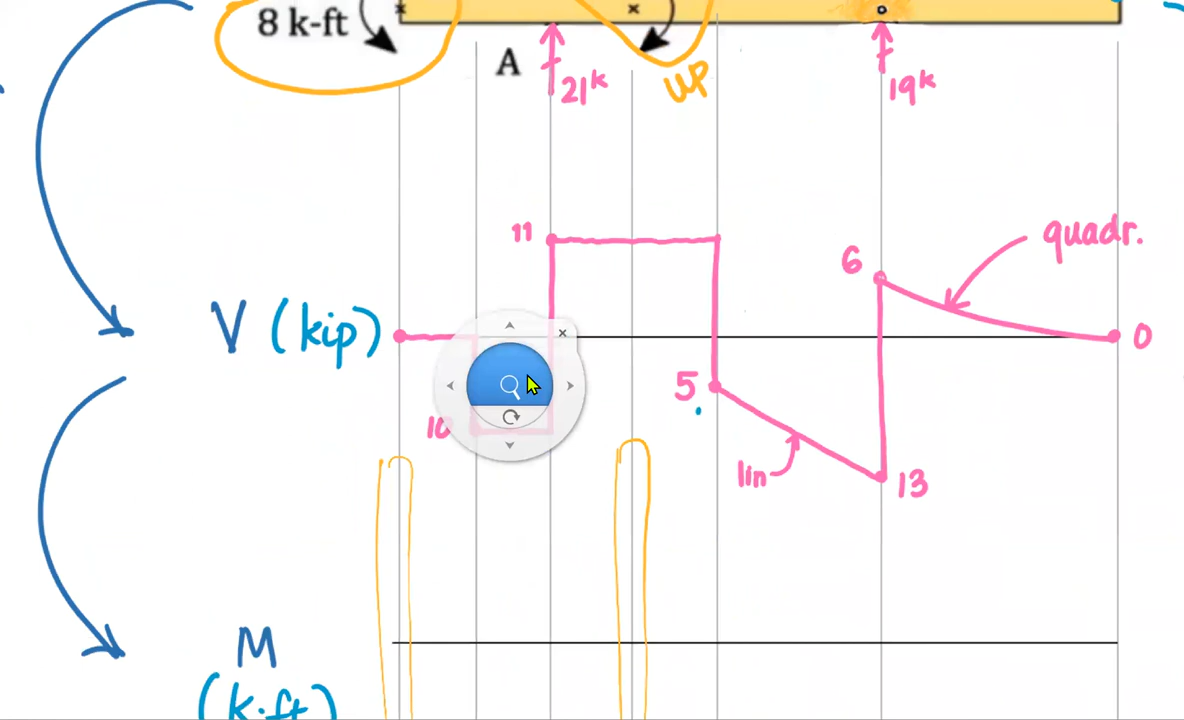 8 k-ft
A
21k
UP
19k
11
6
quadr.
V (kip)
0
5
10
lin
13
M
(k·ft)